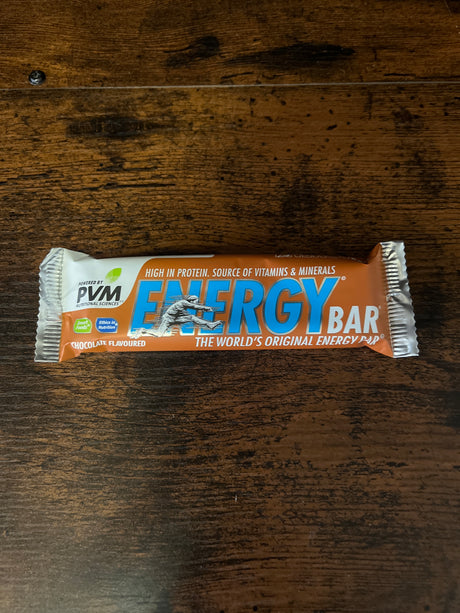 POWERED BY
PVM
NUTRITIONAL SCIENCES
HIGH IN PROTEIN. SOURCE OF VITAMINS & MINERALS
ENERGY
BAR
THE WORLD'S ORIGINAL ENERGY BAR
CHOCOLATE FLAVOURED